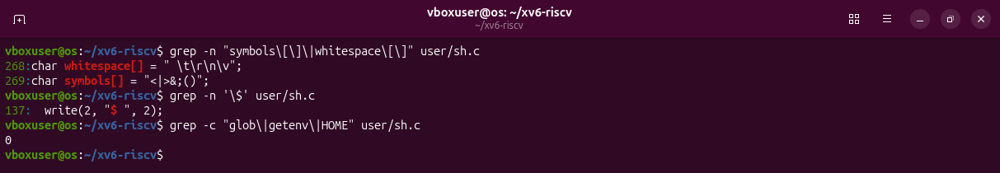 vboxuser@os: ~/xv6-riscv
~/xv6-riscv
vboxuser@os:~/xv6-riscv$ grep -n "symbols\[\]\|whitespace\[\]" user/sh.c
268:char whitespace[] = " \t\r\n\v";
269:char symbols[] = "<|>&;()";
vboxuser@os:~/xv6-riscv$ grep -n '\$' user/sh.c
137:  write(2, "$ ", 2);
vboxuser@os:~/xv6-riscv$ grep -c "glob\|getenv\|HOME" user/sh.c
0
vboxuser@os:~/xv6-riscv$